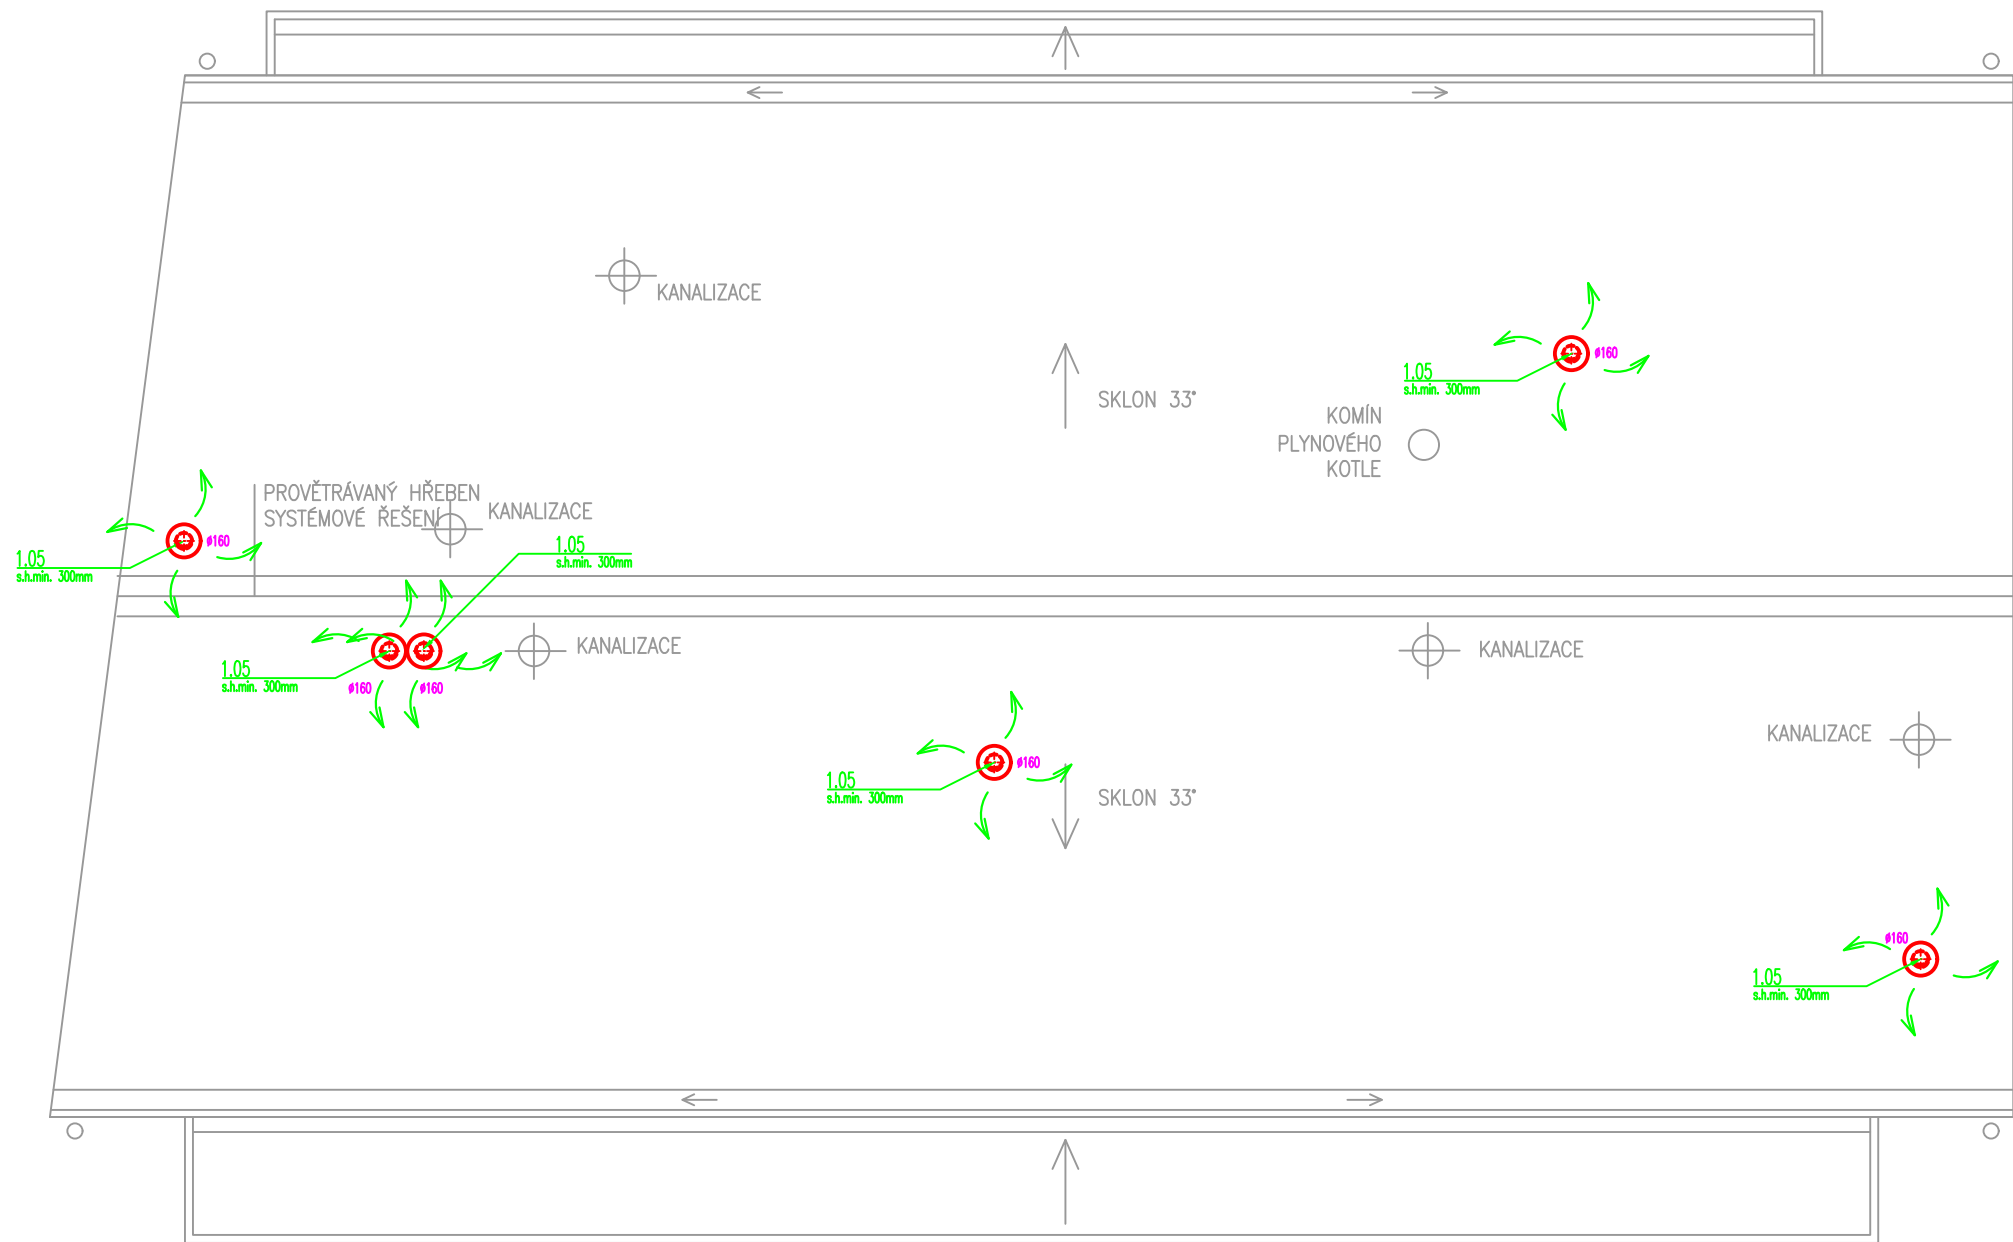 KANALIZACE
1.05
s.h.min. 300mm
ø160
SKLON 33°
KOMÍN
PLYNOVÉHO
KOTLE
PROVĚTRÁVANÝ HŘEBEN
SYSTÉMOVÉ ŘEŠENÍ
KANALIZACE
ø160
1.05
s.h.min. 300mm
1.05
s.h.min. 300mm
KANALIZACE
KANALIZACE
1.05
s.h.min. 300mm
ø160
ø160
KANALIZACE
ø160
1.05
s.h.min. 300mm
SKLON 33°
ø160
1.05
s.h.min. 300mm